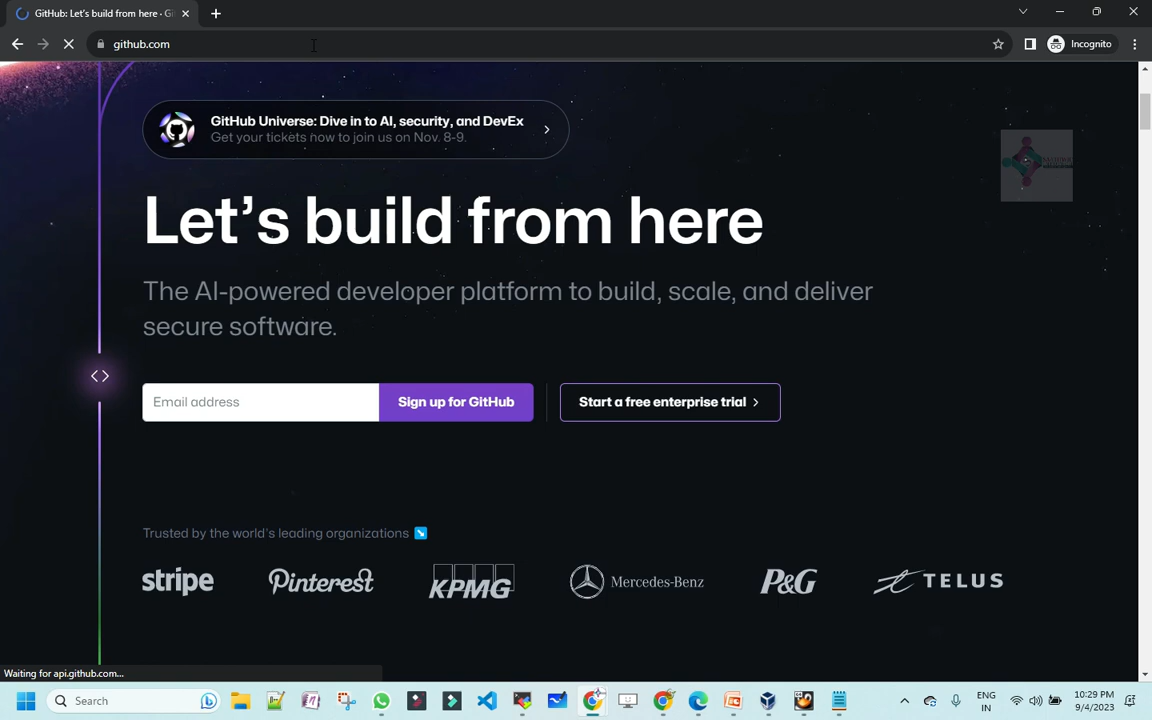 GitHub: Let's build from here · Gi
github.com
Incognito
GitHub Universe: Dive in to AI, security, and DevEx
Get your tickets now to join us on Nov. 8-9.
Let's build from here
The AI-powered developer platform to build, scale, and deliver
secure software.
Email address
Sign up for GitHub
Start a free enterprise trial
Trusted by the world's leading organizations
stripe
Pinterest
KPMG
Mercedes-Benz
P&G
TELUS
Waiting for api.github.com...
Search
ENG
IN
10:29 PM
9/4/2023